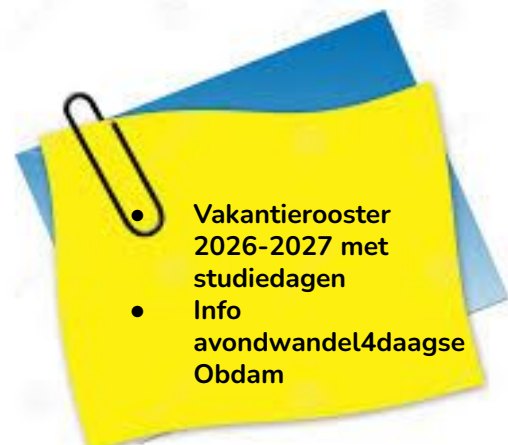 ● Vakantierooster
2026-2027 met
studiedagen
● Info
avondwandel4daagse
Obdam